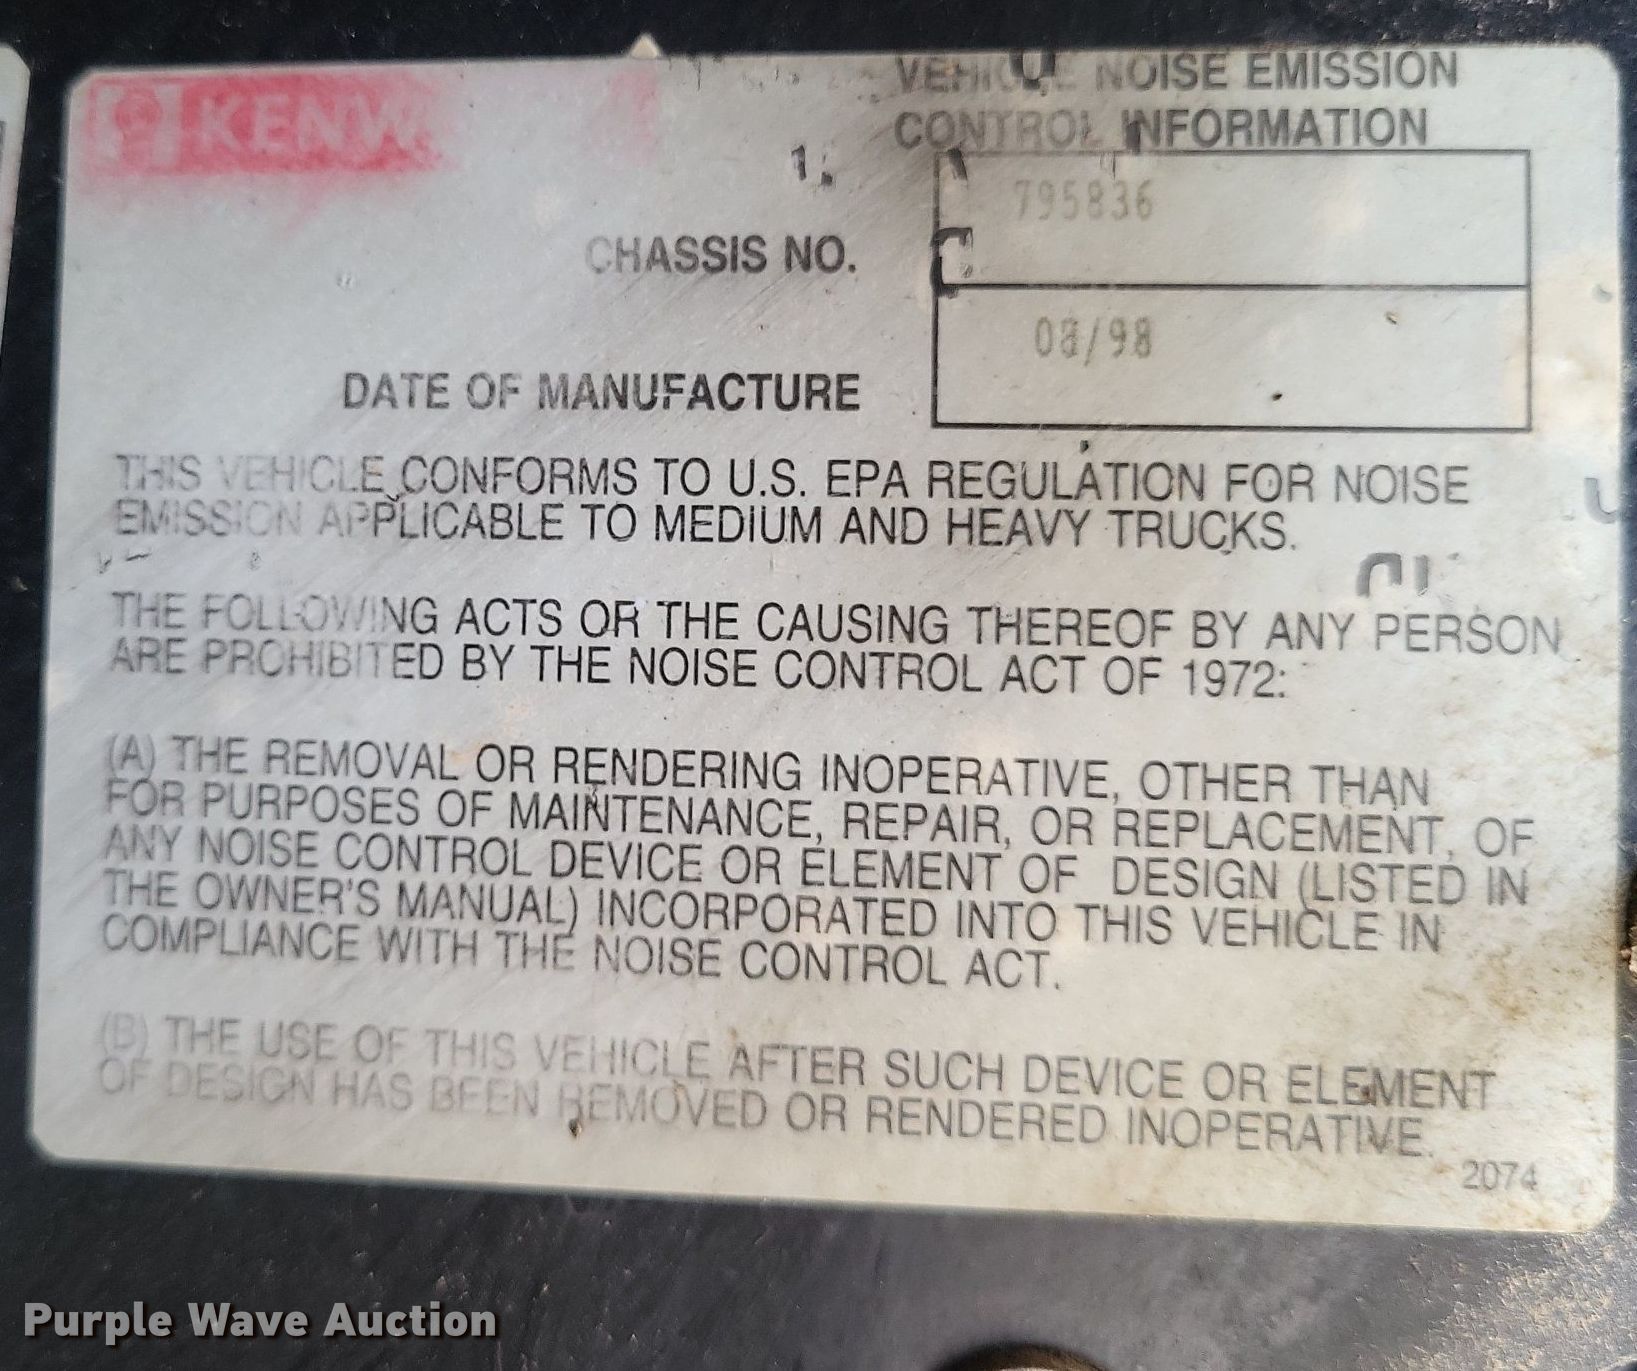 KENW
VEHICLE NOISE EMISSION
CONTROL INFORMATION
795836
CHASSIS NO.
08/98
DATE OF MANUFACTURE
THIS VEHICLE CONFORMS TO U.S. EPA REGULATION FOR NOISE
EMISSION APPLICABLE TO MEDIUM AND HEAVY TRUCKS.
THE FOLLOWING ACTS OR THE CAUSING THEREOF BY ANY PERSON
ARE PROHIBITED BY THE NOISE CONTROL ACT OF 1972:
(A) THE REMOVAL OR RENDERING INOPERATIVE, OTHER THAN
FOR PURPOSES OF MAINTENANCE, REPAIR, OR REPLACEMENT, OF
ANY NOISE CONTROL DEVICE OR ELEMENT OF DESIGN (LISTED IN
THE OWNER'S MANUAL) INCORPORATED INTO THIS VEHICLE IN
COMPLIANCE WITH THE NOISE CONTROL ACT.
(B) THE USE OF THIS VEHICLE AFTER SUCH DEVICE OR ELEMENT
OF DESIGN HAS BEEN REMOVED OR RENDERED INOPERATIVE.
2074
Purple Wave Auction